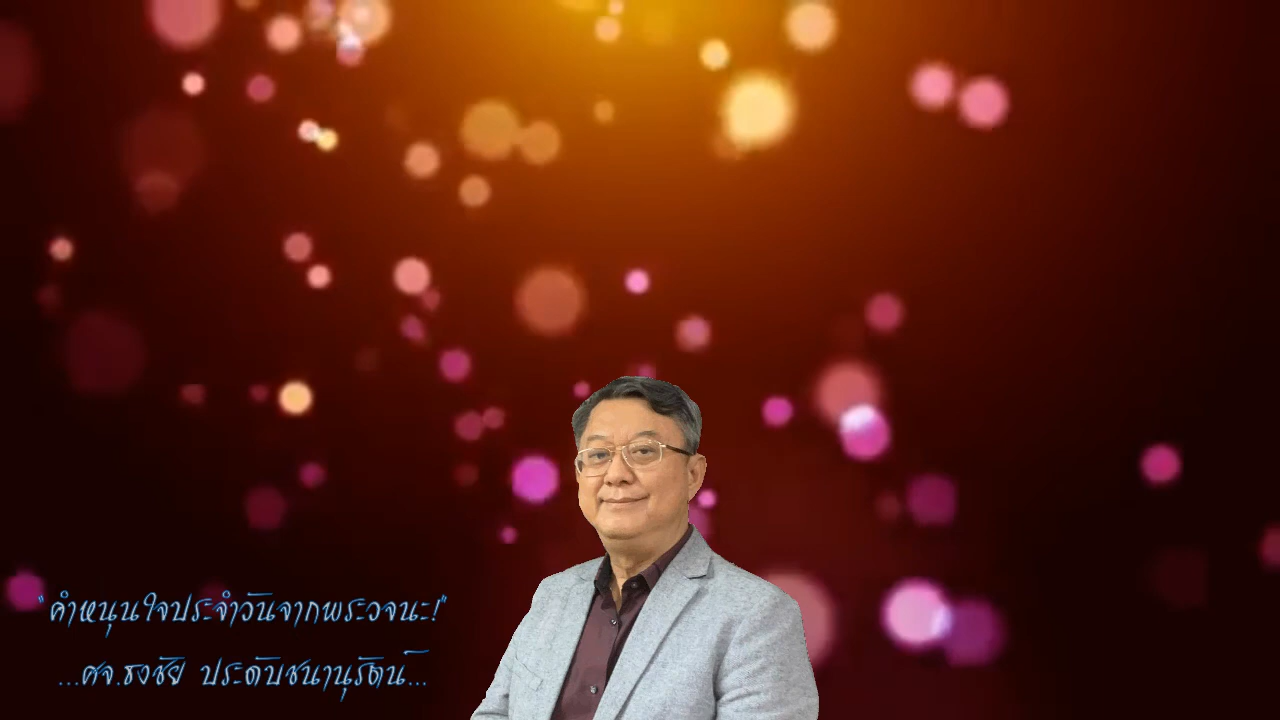 "คำหนุนใจประจำวันจากพระวจนะ!"
...ศจ.ธงชัย ประดับชนานุรัตน์...